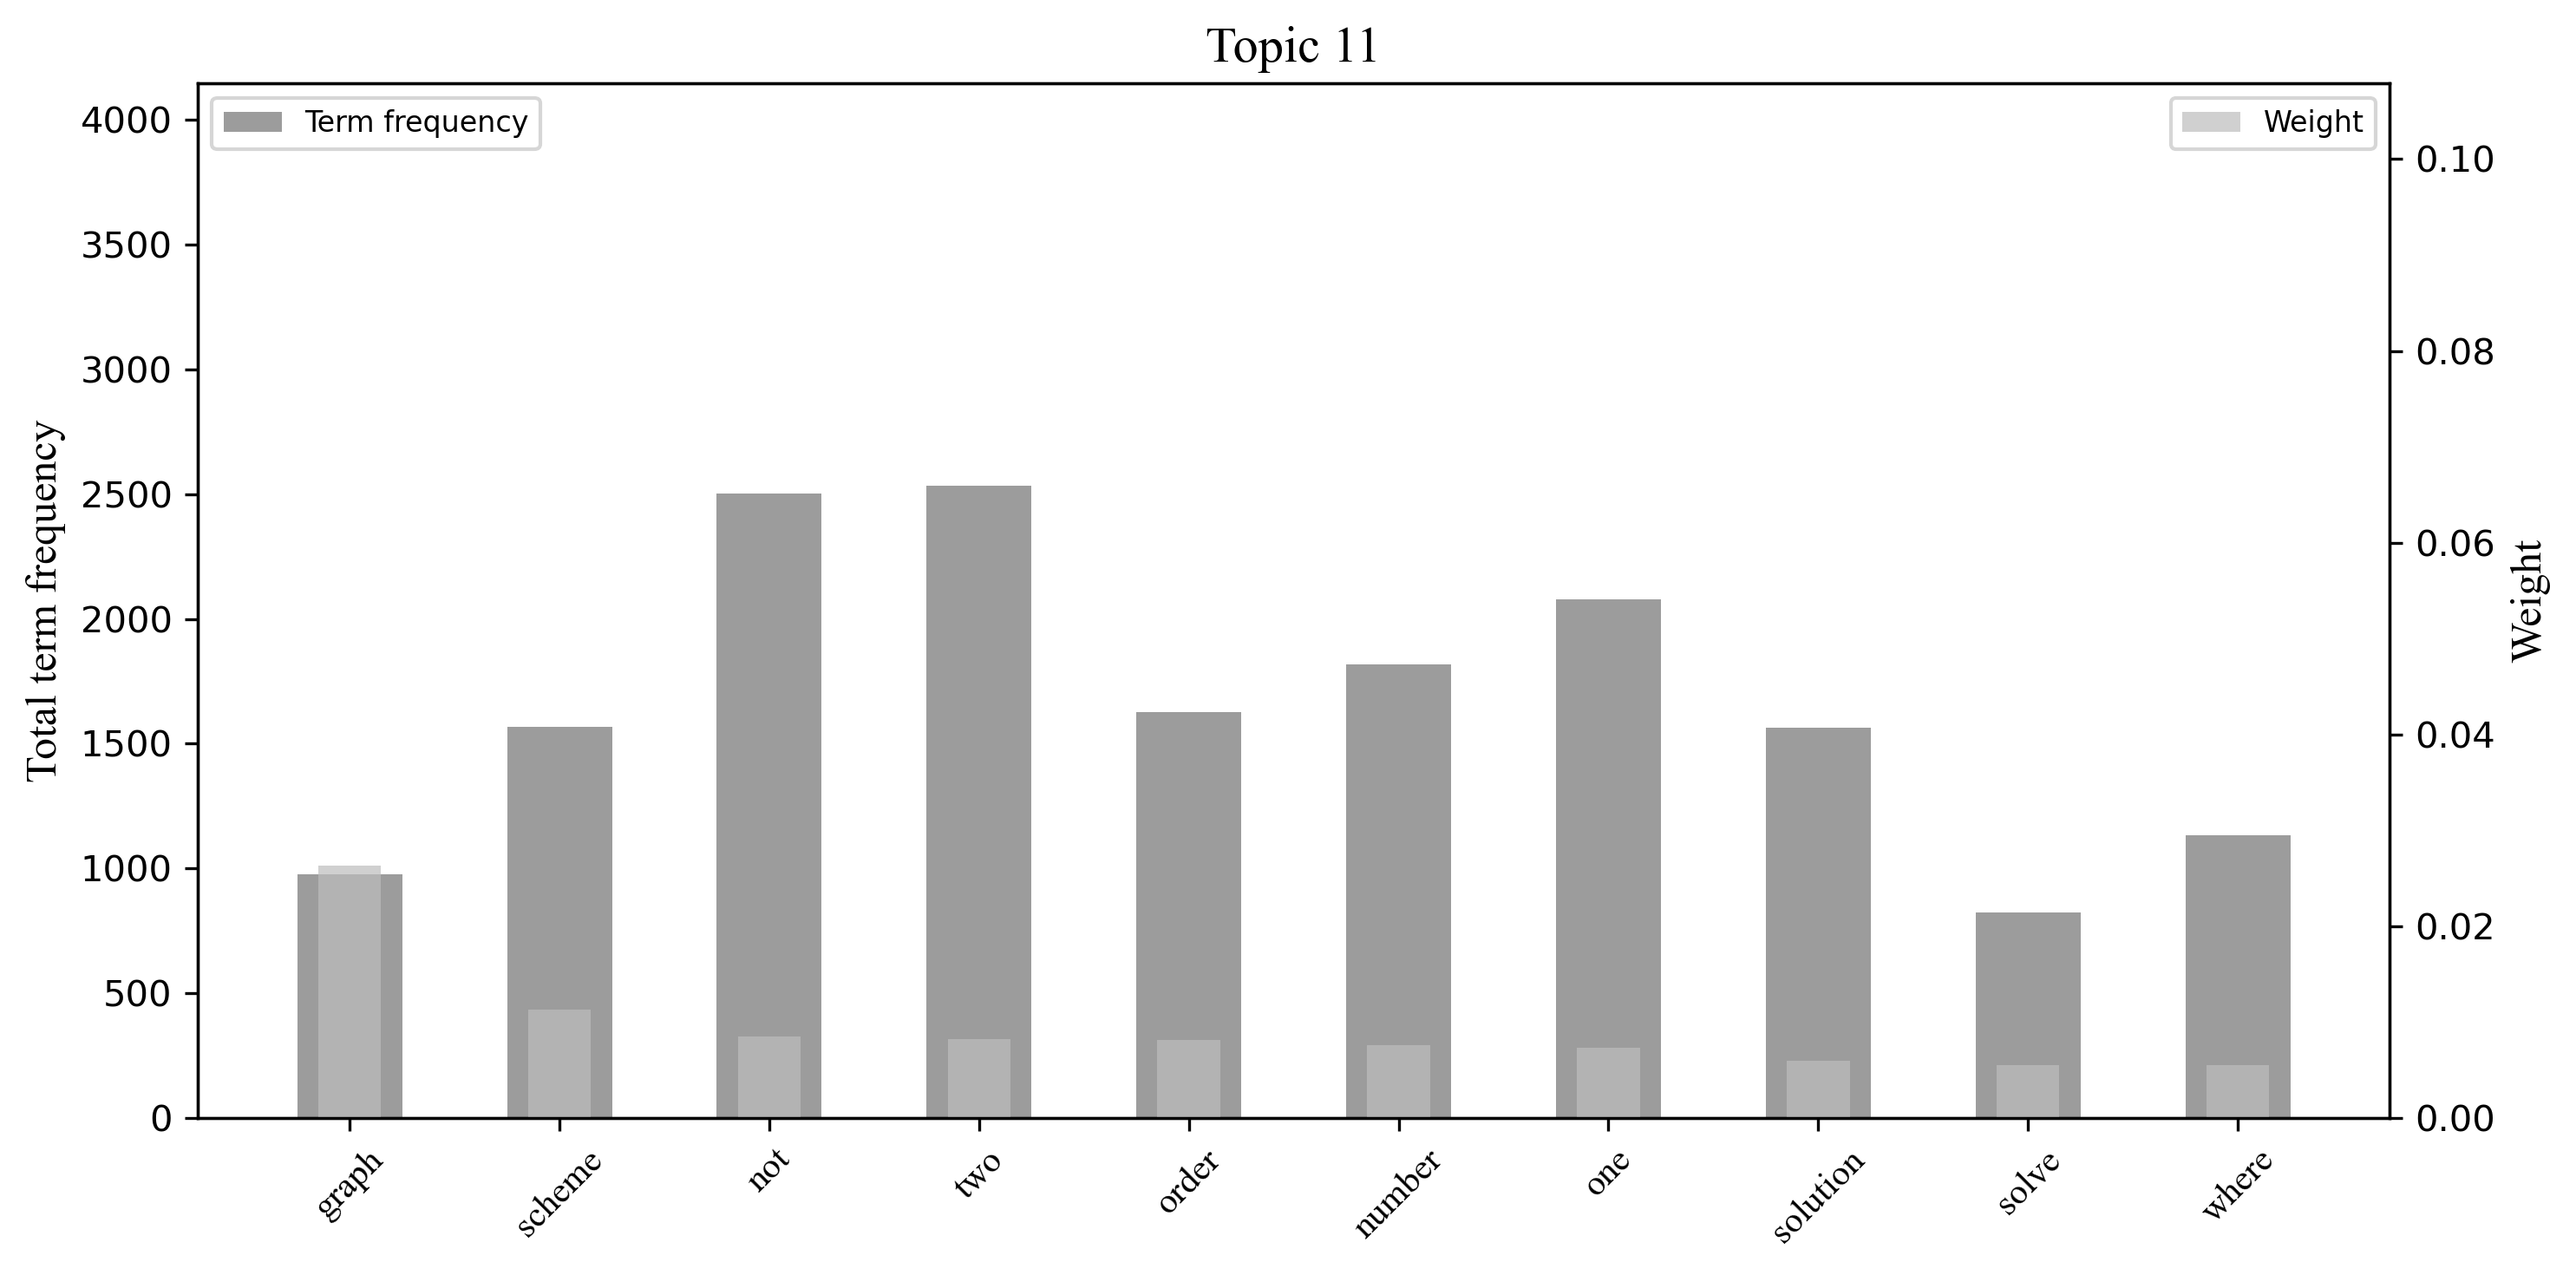 Topic 11
Term frequency
Weight
4000
3500
3000
2500
2000
1500
1000
500
0
Total term frequency
0.10
0.08
0.06
0.04
0.02
0.00
Weight
graph
scheme
not
two
order
number
one
solution
solve
where